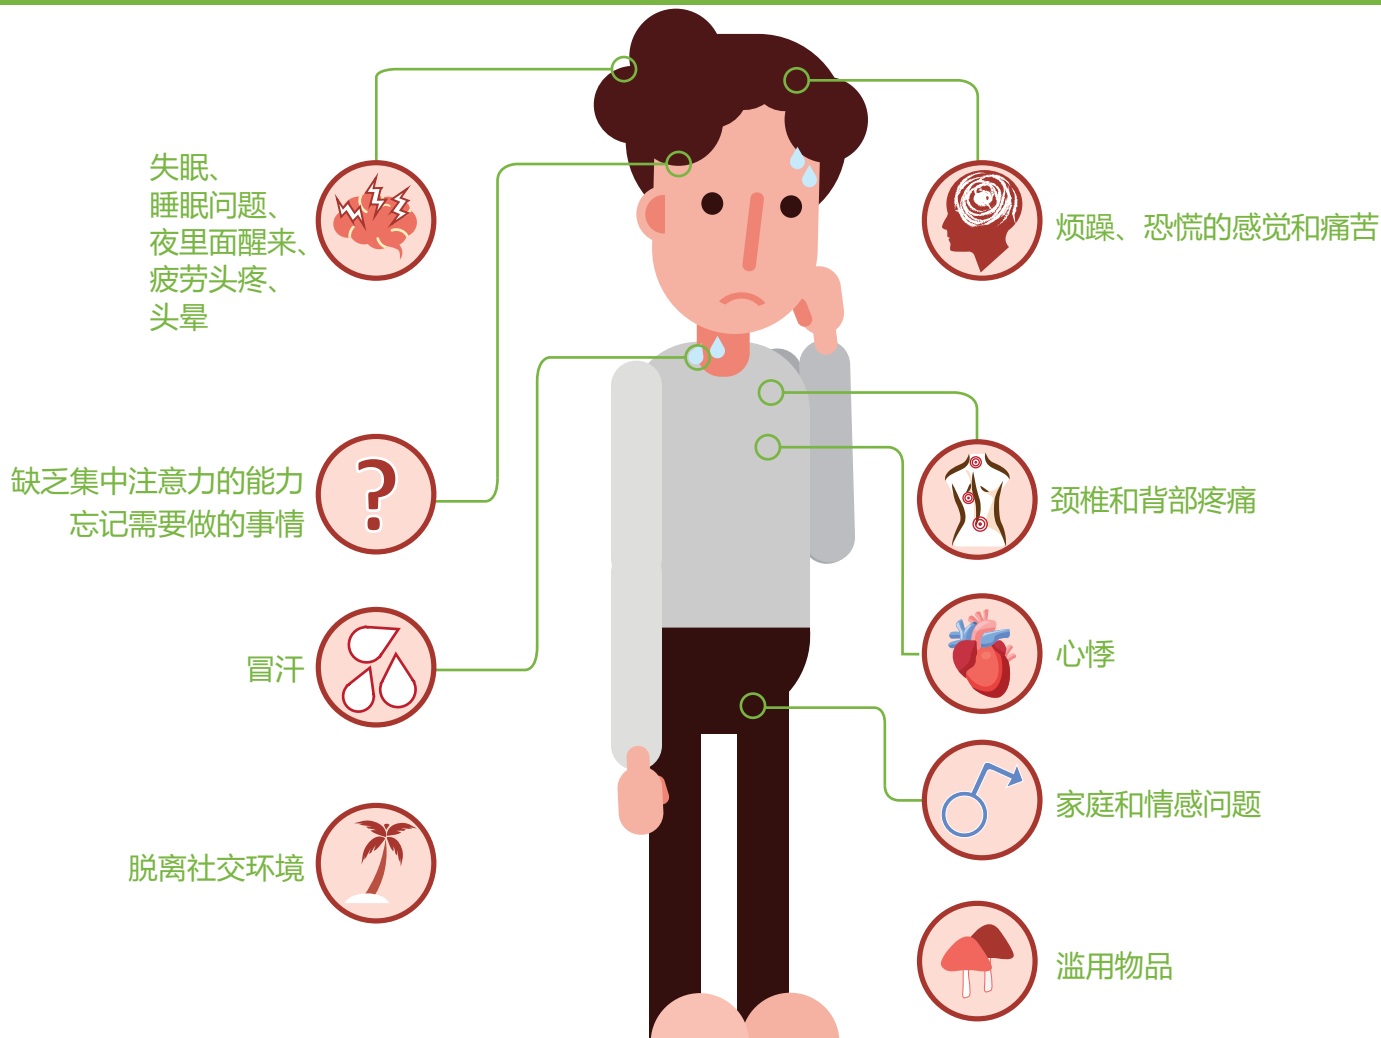 失眠、
睡眠问题、
夜里面醒来、
疲劳头疼、
头晕
烦躁、恐慌的感觉和痛苦
缺乏集中注意力的能力
忘记需要做的事情
颈椎和背部疼痛
冒汗
心悸
家庭和情感问题
脱离社交环境
滥用物品